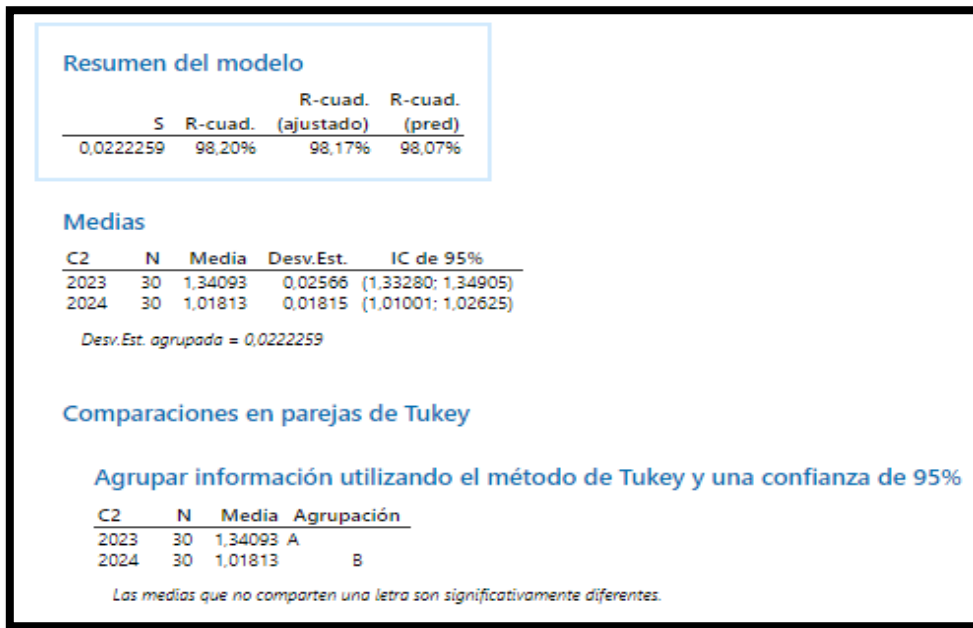 Resumen del modelo
R-cuad. R-cuad.
S R-cuad. (ajustado) (pred)
0,0222259 98,20% 98,17% 98,07%
Medias
C2 N Media Desv.Est. IC de 95%
2023 30 1,34093 0,02566 (1,33280; 1,34905)
2024 30 1,01813 0,01815 (1,01001; 1,02625)
Desv.Est. agrupada = 0,0222259
Comparaciones en parejas de Tukey
Agrupar información utilizando el método de Tukey y una confianza de 95%
C2 N Media Agrupación
2023 30 1,34093 A
2024 30 1,01813 B
Las medias que no comparten una letra son significativamente diferentes.